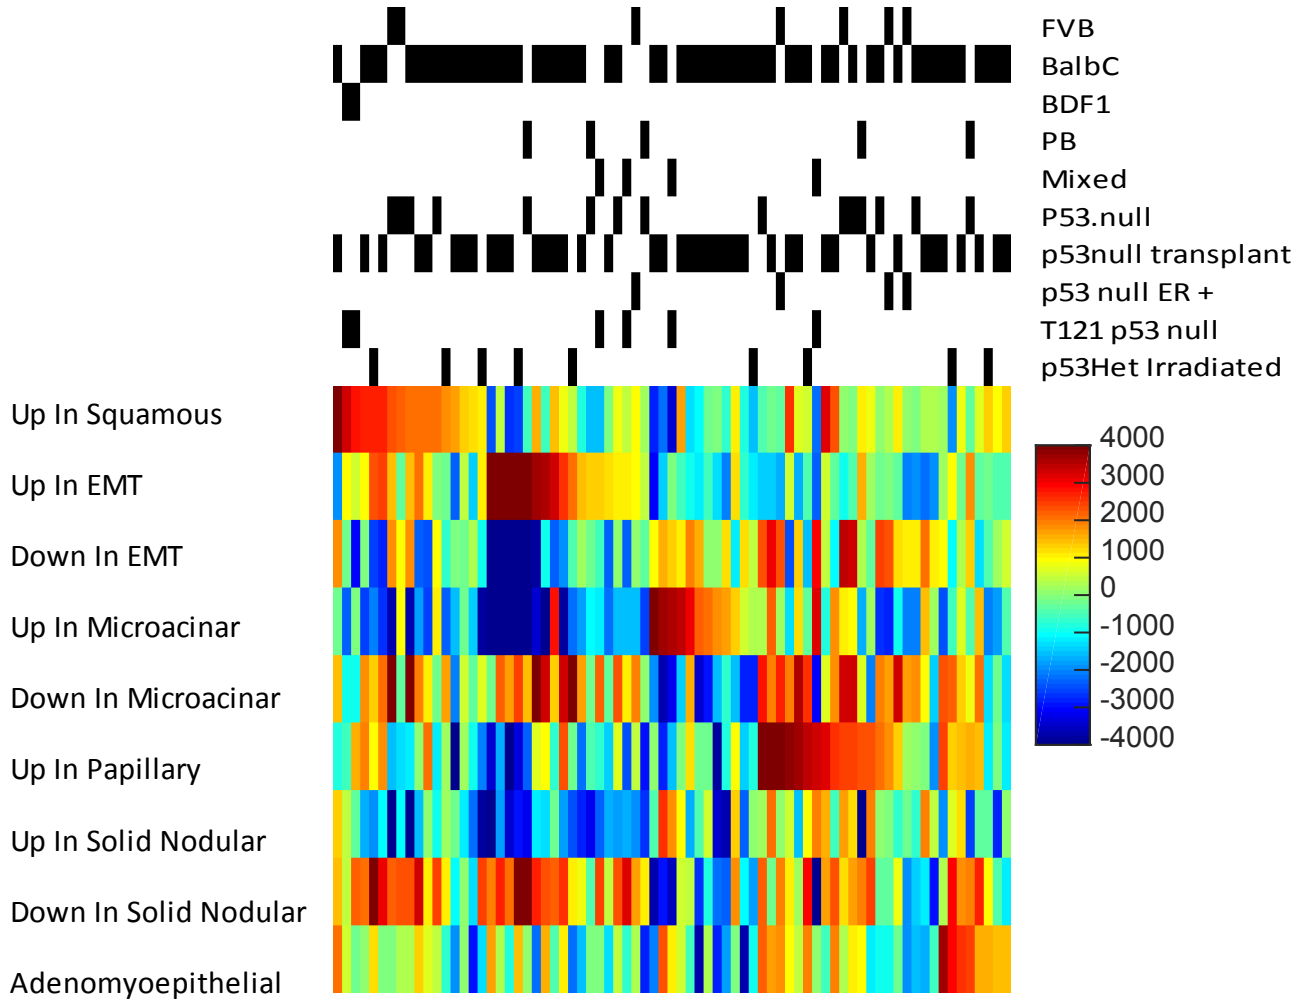 FVB
BalbC
BDF1
PB
Mixed
P53.null
p53null transplant
p53 null ER +
T121 p53 null
p53Het Irradiated
Up In Squamous
Up In EMT
Down In EMT
Up In Microacinar
Down In Microacinar
Up In Papillary
Up In Solid Nodular
Down In Solid Nodular
Adenomyoepithelial
4000
3000
2000
1000
0
-1000
-2000
-3000
-4000